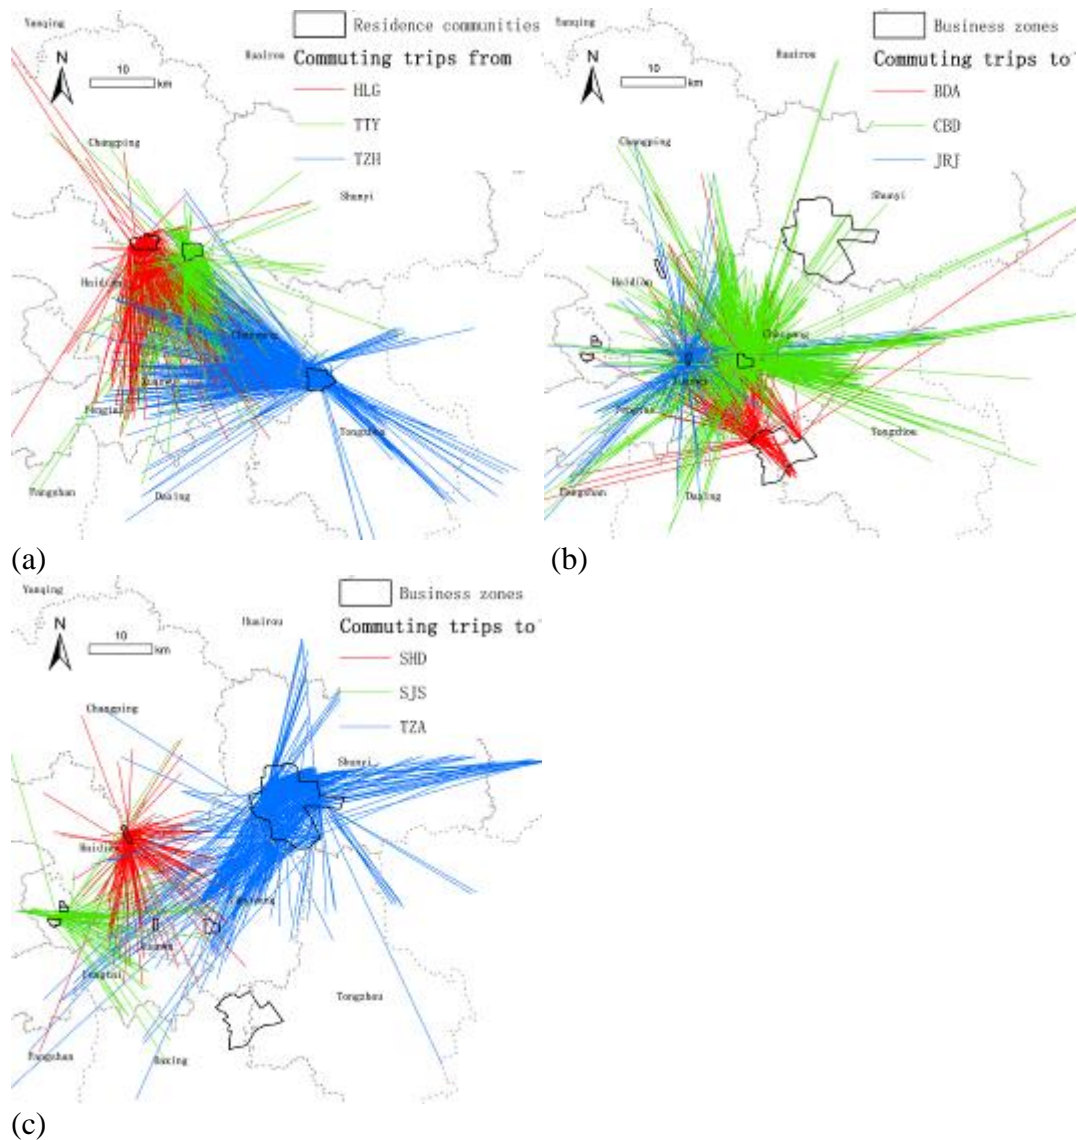 Yanqing
Residence communities
Huairou
N
Commuting trips from
10
km
HLG
TTY
TZH
Changping
Shunyi
Haidian
Chaoyang
Fengtai
Tongzhou
Fangshan
Daxing
(a)
Yanqing
Business zones
Huairou
N
Commuting trips to
10
km
BDA
CBD
JRJ
Changping
Shunyi
Haidian
Chaoyang
Tongzhou
Fangshan
Daxing
(b)
Yanqing
Business zones
Huairou
N
Commuting trips to
10
km
SHD
SJS
TZA
Changping
Shunyi
Haidian
Fengtai
Tongzhou
Fangshan
Daxing
(c)